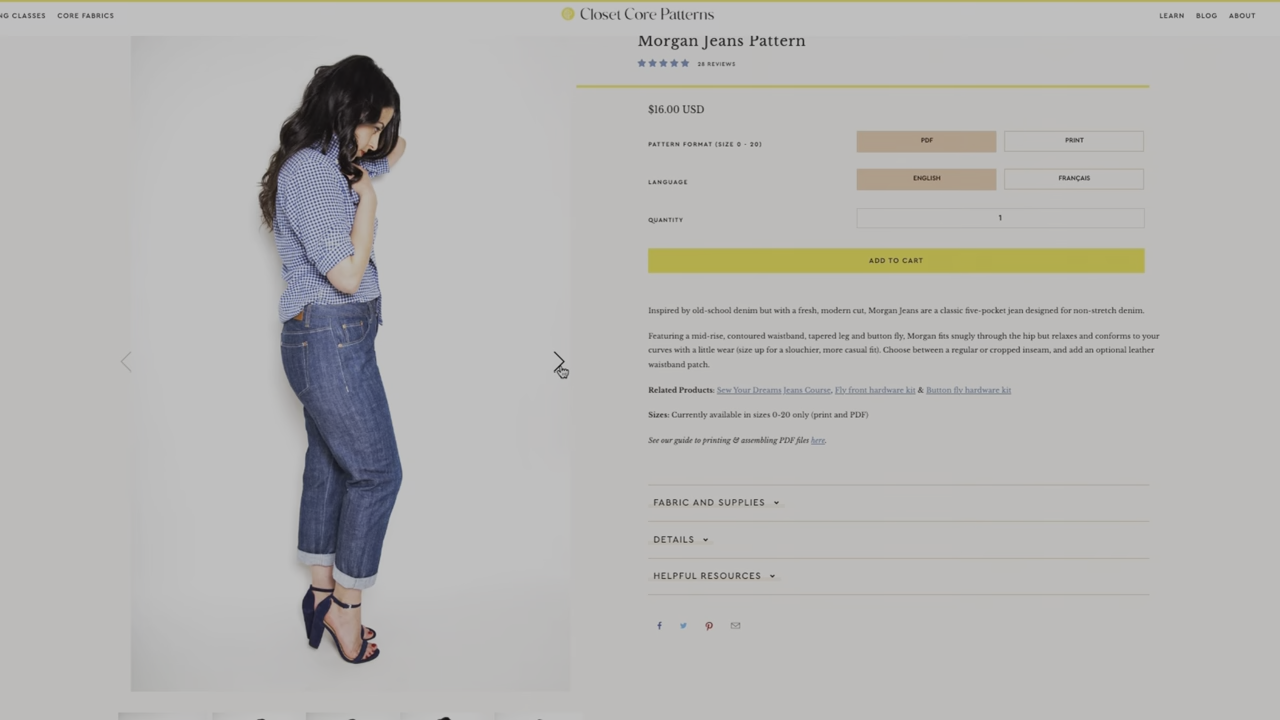 NG CLASSES CORE FABRICS Closet Core Patterns LEARN BLOG ABOUT
Morgan Jeans Pattern
28 REVIEWS
$16.00 USD
PATTERN FORMAT (SIZE 0 - 20) PDF PRINT
LANGUAGE ENGLISH FRANÇAIS
QUANTITY 1
ADD TO CART
Inspired by old-school denim but with a fresh, modern cut, Morgan Jeans are a classic five-pocket jean designed for non-stretch denim.
Featuring a mid-rise, contoured waistband, tapered leg and button fly, Morgan fits snugly through the hip but relaxes and conforms to your
curves with a little wear (size up for a slouchier, more casual fit). Choose between a regular or cropped inseam, and add an optional leather
waistband patch.
Related Products: Sew Your Dreams Jeans Course, Fly front hardware kit & Button fly hardware kit
Sizes: Currently available in sizes 0-20 only (print and PDF)
See our guide to printing & assembling PDF files here.
FABRIC AND SUPPLIES
DETAILS
HELPFUL RESOURCES